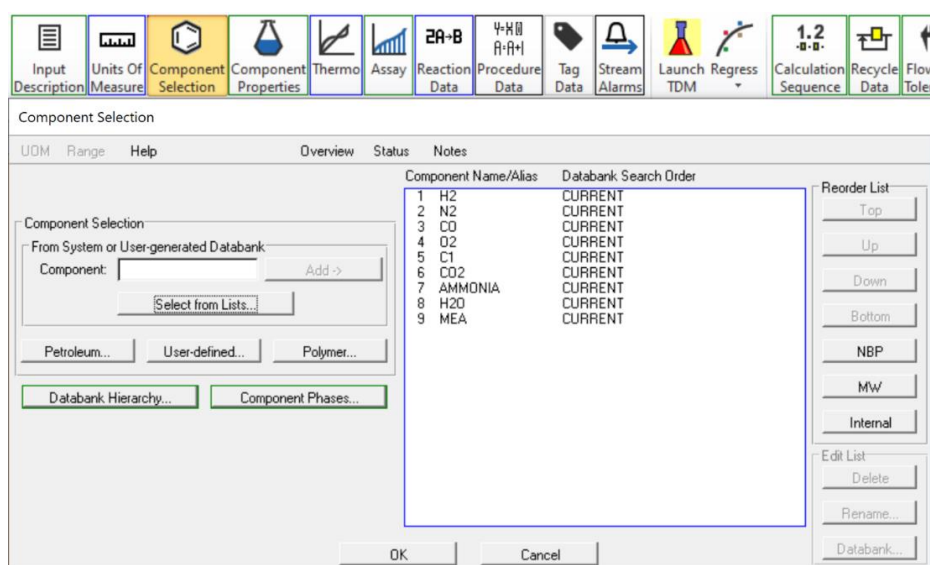 2A→B
1.2
Input Description
Units Of Measure
Component Selection
Component Properties
Thermo
Assay
Reaction Data
Procedure Data
Tag Data
Stream Alarms
Launch TDM
Regress
Calculation Sequence
Recycle Data
Flow
Toler
Component Selection
UOM Range Help Overview Status Notes
Component Name/Alias Databank Search Order
1 H2 CURRENT
2 N2 CURRENT
3 CO CURRENT
4 O2 CURRENT
5 C1 CURRENT
6 CO2 CURRENT
7 AMMONIA CURRENT
8 H2O CURRENT
9 MEA CURRENT
Component Selection
From System or User-generated Databank
Component: Add ->
Select from Lists...
Petroleum... User-defined... Polymer...
Databank Hierarchy... Component Phases...
Reorder List
Top
Up
Down
Bottom
NBP
MW
Internal
Edit List
Delete
Rename...
Databank...
OK Cancel